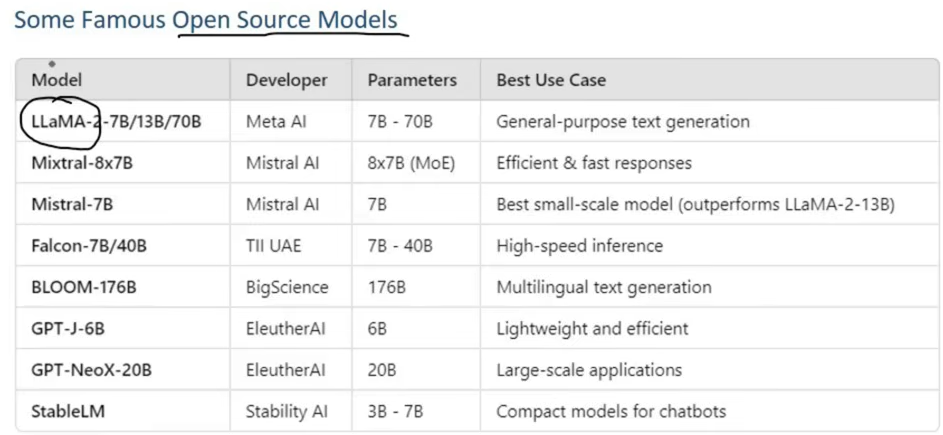 Some Famous Open Source Models
Model Developer Parameters Best Use Case
LLaMA-2-7B/13B/70B Meta AI 7B - 70B General-purpose text generation
Mixtral-8x7B Mistral AI 8x7B (MoE) Efficient & fast responses
Mistral-7B Mistral AI 7B Best small-scale model (outperforms LLaMA-2-13B)
Falcon-7B/40B TII UAE 7B - 40B High-speed inference
BLOOM-176B BigScience 176B Multilingual text generation
GPT-J-6B EleutherAI 6B Lightweight and efficient
GPT-NeoX-20B EleutherAI 20B Large-scale applications
StableLM Stability AI 3B - 7B Compact models for chatbots